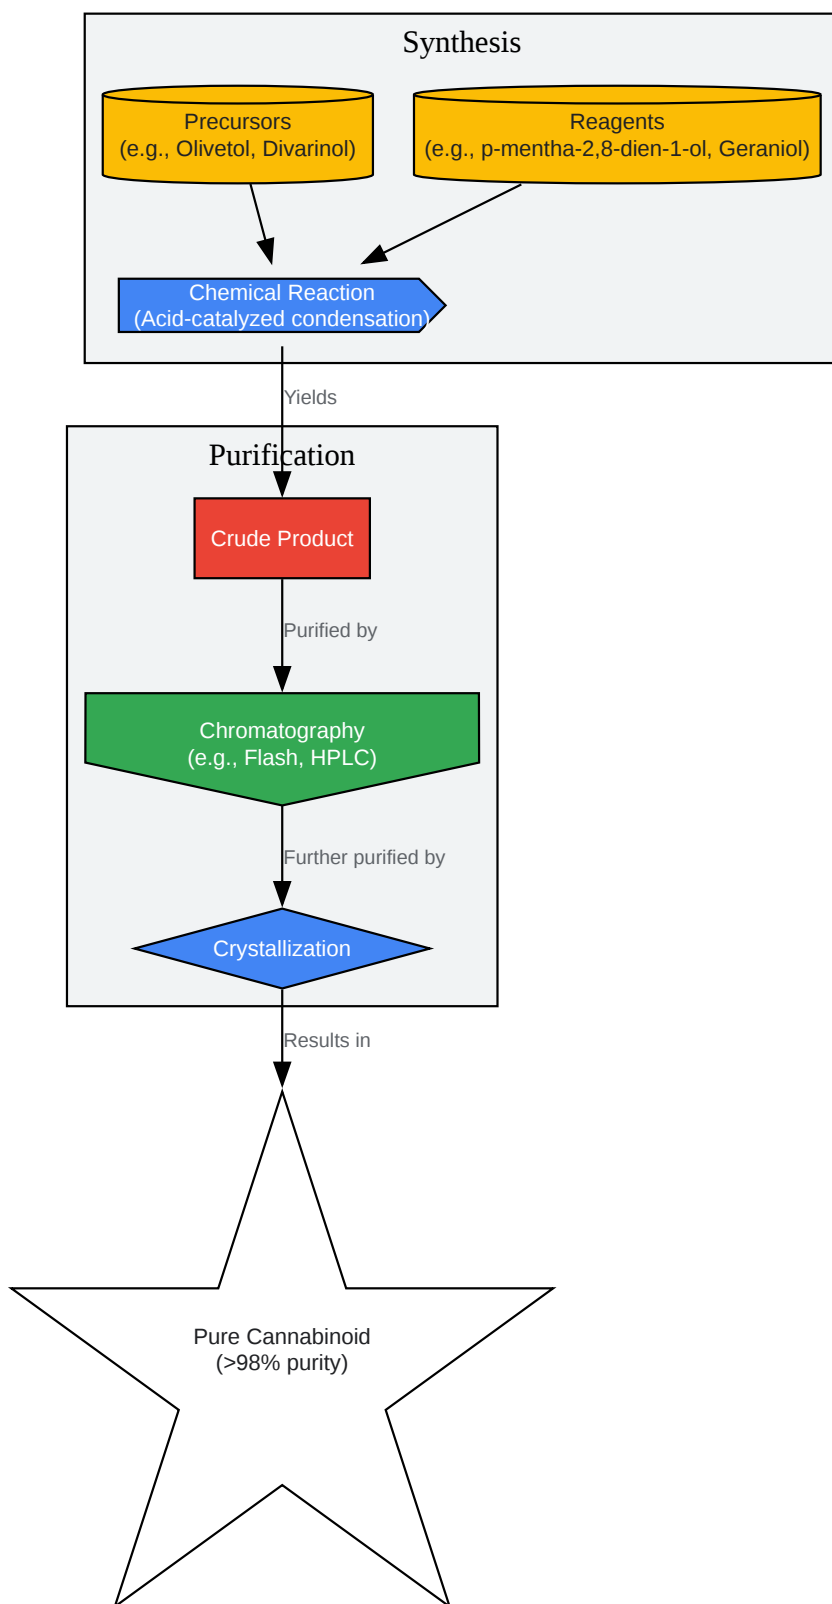 Synthesis
Precursors
(e.g., Olivetol, Divarinol)
Reagents
(e.g., p-mentha-2,8-dien-1-ol, Geraniol)
Chemical Reaction
(Acid-catalyzed condensation)
Yields
Purification
Crude Product
Purified by
Chromatography
(e.g., Flash, HPLC)
Further purified by
Crystallization
Results in
Pure Cannabinoid
(>98% purity)